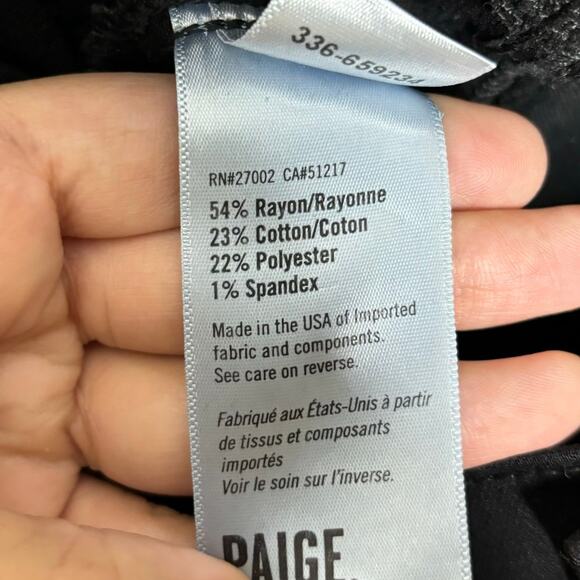 336-659234
RN#27002 CA#51217
54% Rayon/Rayonne
23% Cotton/Coton
22% Polyester
1% Spandex
Made in the USA of Imported
fabric and components.
See care on reverse.
Fabriqué aux États-Unis à partir
de tissus et composants
importés
Voir le soin sur l'inverse.
PAIGE